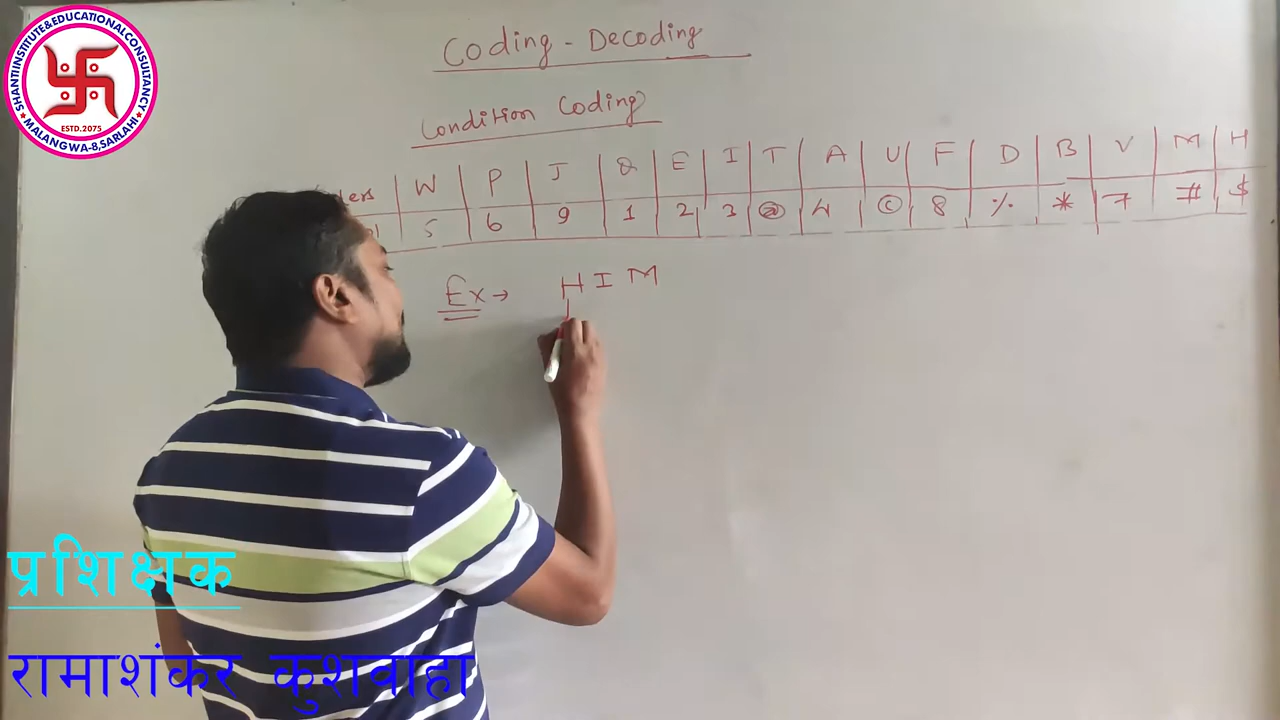 SHANTI INSTITUTE & EDUCATIONAL CONSULTANCY
ESTD.2075
★ MALANGWA-8, SARLAHI ★
Coding - Decoding
Condition Coding
W P J Q E I T A U F D B V M H
5 6 9 1 2 3 @ 4 © 8 % * 7 # $
Ex → HIM
प्रशिक्षक
रामाशंकर कुशवाहा